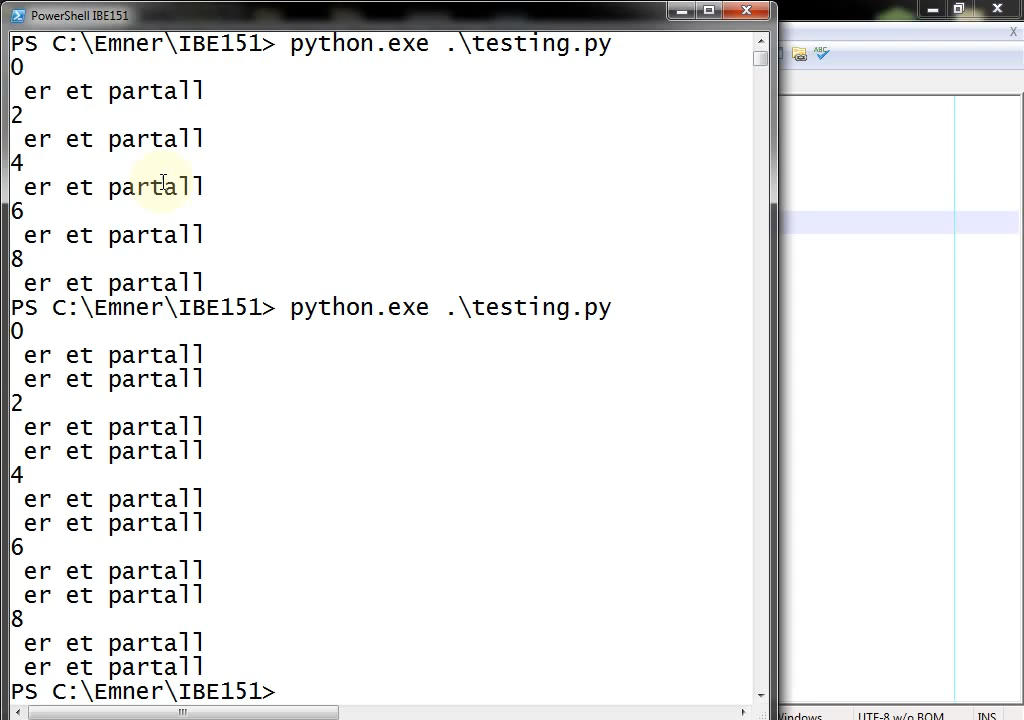 PowerShell IBE151
PS C:\Emner\IBE151> python.exe .\testing.py
0
er et partall
2
er et partall
4
er et partall
6
er et partall
8
er et partall
PS C:\Emner\IBE151> python.exe .\testing.py
0
er et partall
er et partall
2
er et partall
er et partall
4
er et partall
er et partall
6
er et partall
er et partall
8
er et partall
er et partall
PS C:\Emner\IBE151>
ABC
Windows UTF-8 w/o BOM INS